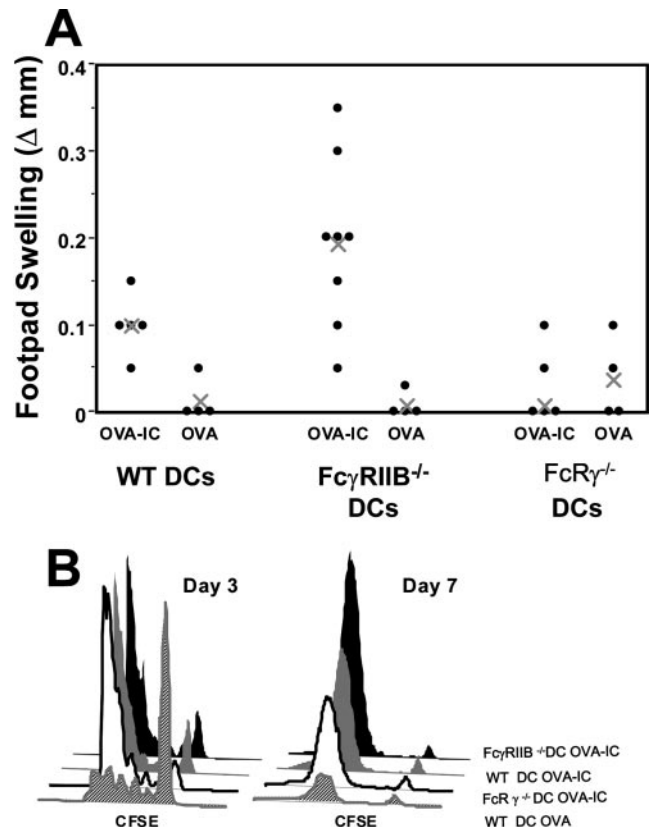 A
Footpad Swelling (Δ mm)
0.4
0.3
0.2
0.1
0
OVA-IC OVA OVA-IC OVA OVA-IC OVA
WT DCs FcγRIIB-/- DCs FcRγ-/- DCs
B
Day 3 Day 7
FcγRIIB -/- DC OVA-IC
WT DC OVA-IC
FcR γ -/- DC OVA-IC
WT DC OVA
CFSE CFSE